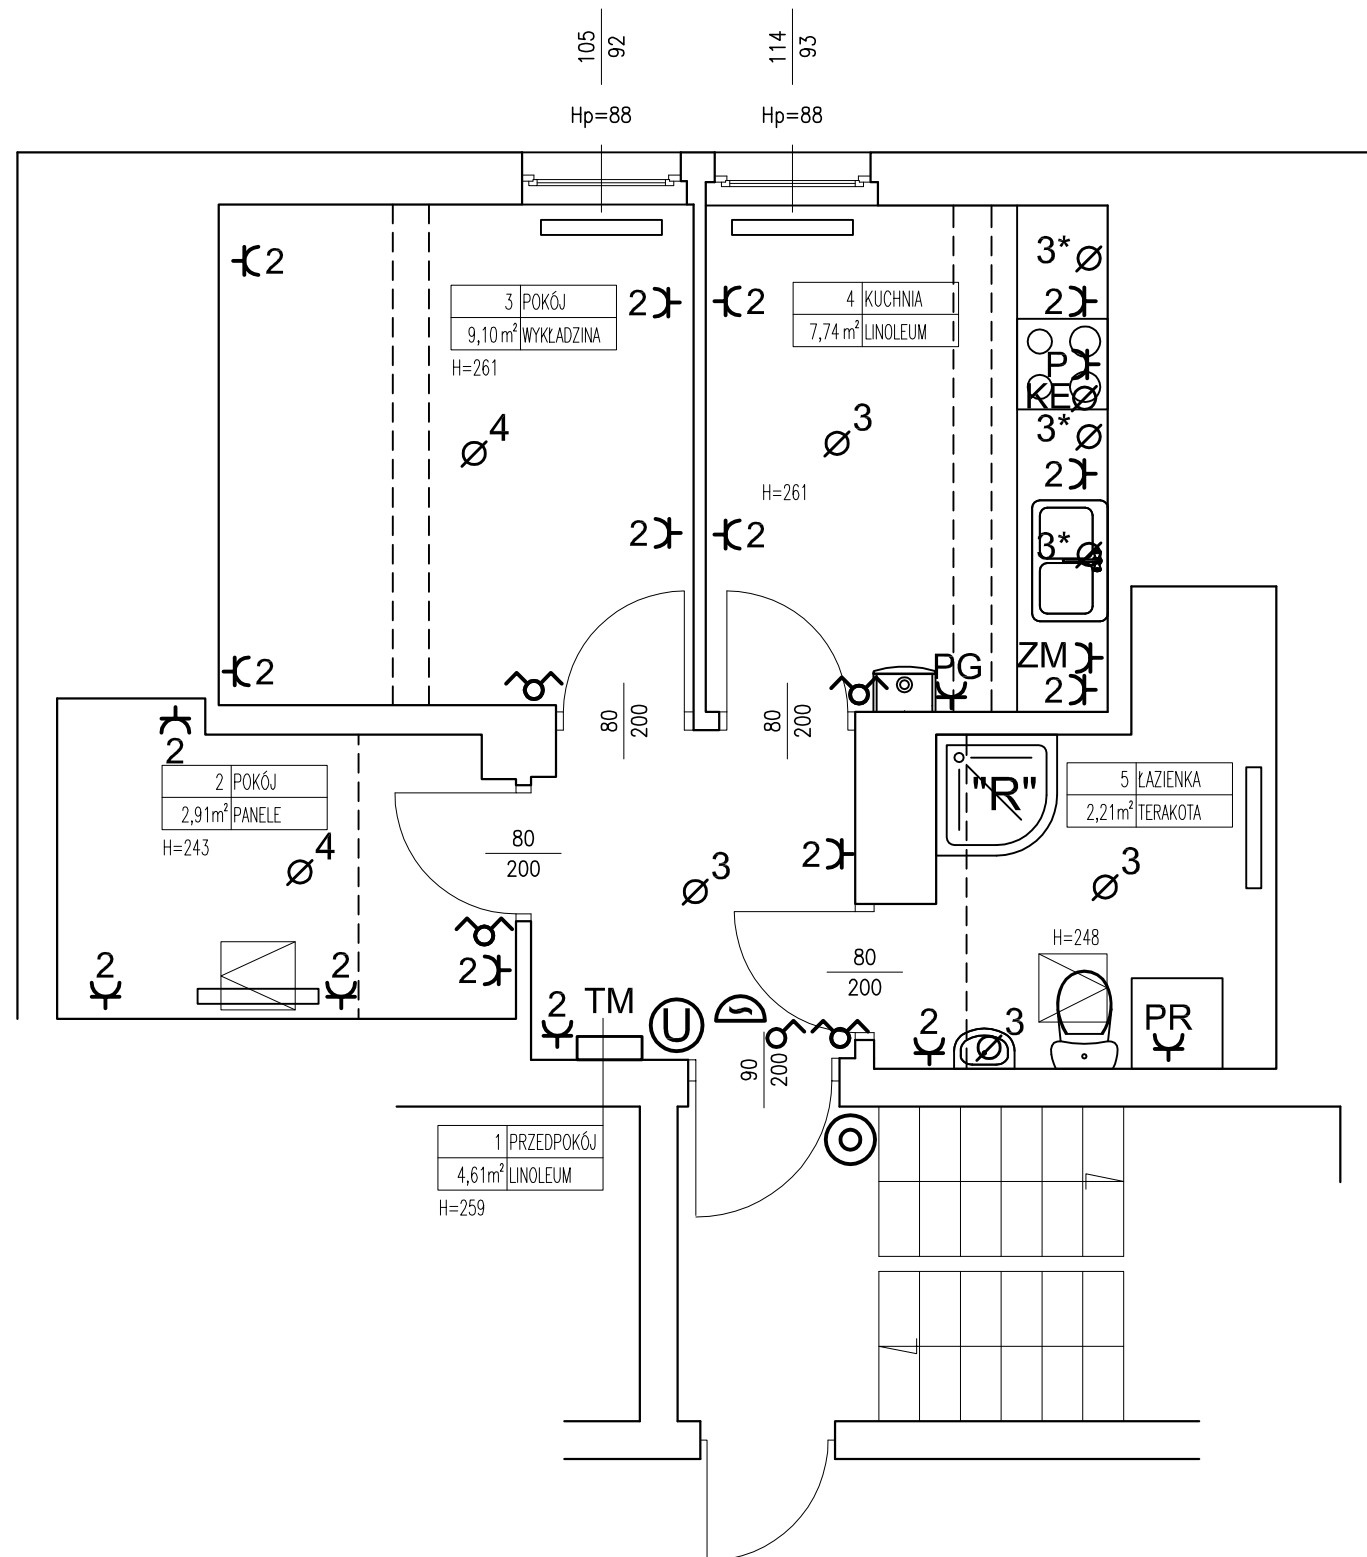 105
92
114
93
Hp=88
Hp=88
3*
2
2
3 POKÓJ
9,10 m² WYKŁADZINA
H=261
2
2
4 KUCHNIA
7,74 m² LINOLEUM
2
P
KE
4
3
3*
2
H=261
2
2
3*
2
ZM
2
PG
80
200
80
200
2
2 POKÓJ
2,91m² PANELE
H=243
4
80
200
2
3
"R"
5 ŁAZIENKA
2,21m² TERAKOTA
3
H=248
80
200
2
2
2
2
TM
U
90
200
2
3
PR
1 PRZEDPOKÓJ
4,61m² LINOLEUM
H=259